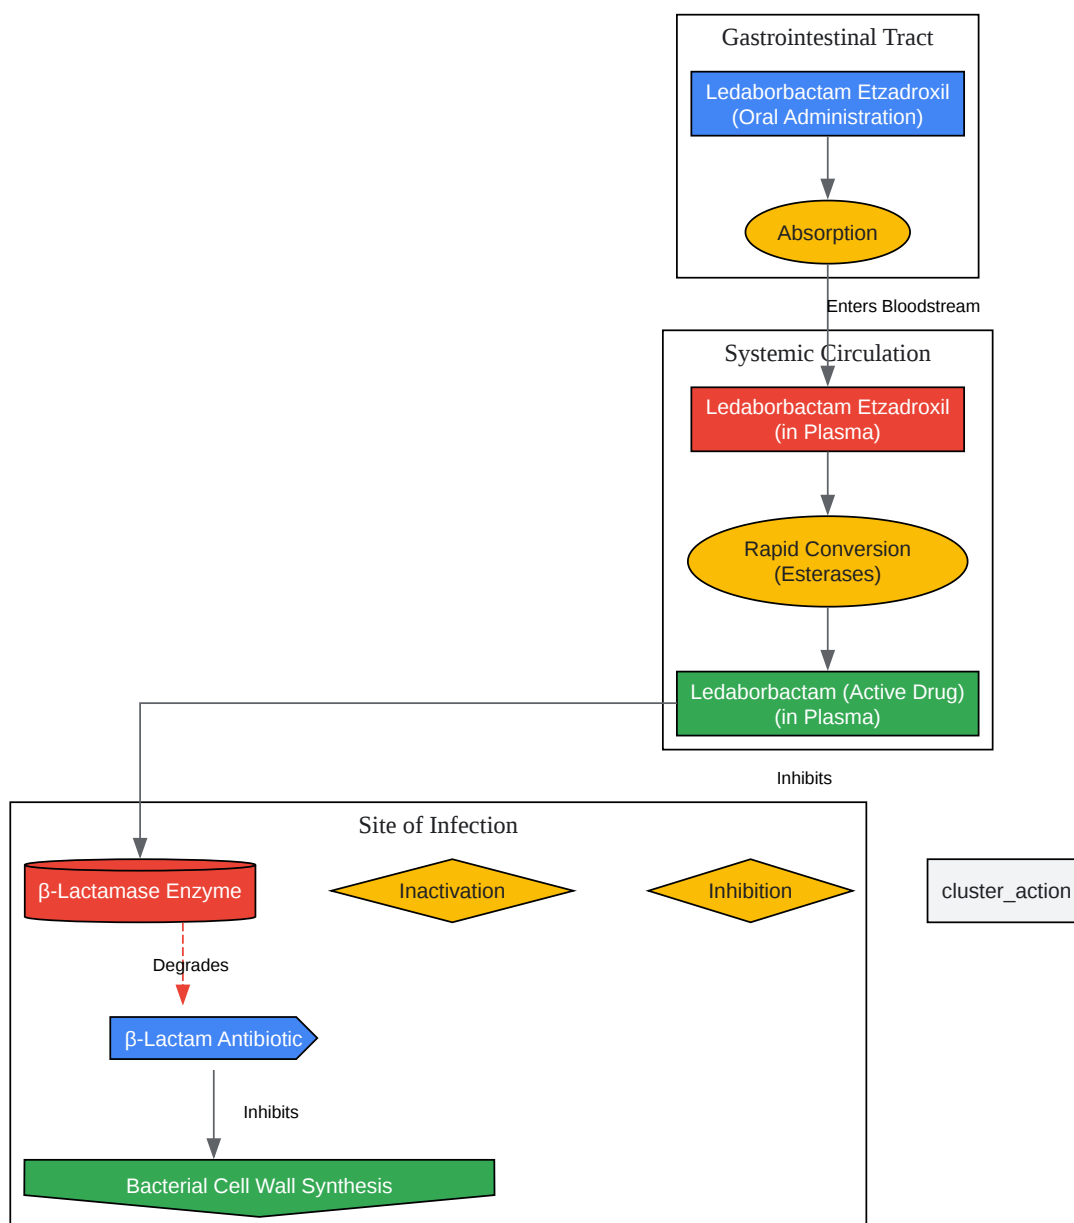 Gastrointestinal Tract
Ledaborbactam Etzadroxil
(Oral Administration)
Absorption
Enters Bloodstream
Systemic Circulation
Ledaborbactam Etzadroxil
(in Plasma)
Rapid Conversion
(Esterases)
Ledaborbactam (Active Drug)
(in Plasma)
Inhibits
Site of Infection
β-Lactamase Enzyme
Inactivation
Inhibition
cluster_action
Degrades
β-Lactam Antibiotic
Inhibits
Bacterial Cell Wall Synthesis